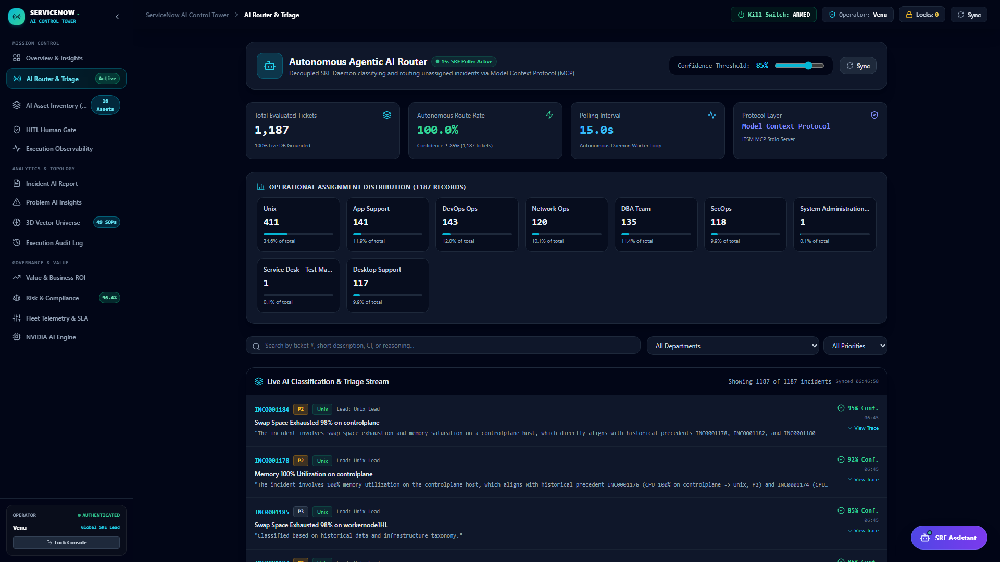 SERVICENOW
AI CONTROL TOWER
MISSION CONTROL
Overview & Insights
AI Router & Triage
Active
AI Asset Inventory (...
16 Assets
HITL Human Gate
Execution Observability
ANALYTICS & TOPOLOGY
Incident AI Report
Problem AI Insights
3D Vector Universe
49 SOPs
Execution Audit Log
GOVERNANCE & VALUE
Value & Business ROI
Risk & Compliance
96.4%
Fleet Telemetry & SLA
NVIDIA AI Engine
OPERATOR
AUTHENTICATED
Venu
Global SRE Lead
Lock Console
ServiceNow AI Control Tower > AI Router & Triage
Kill Switch: ARMED
Operator: Venu
Locks: 0
Sync
Autonomous Agentic AI Router
15s SRE Poller Active
Decoupled SRE Daemon classifying and routing unassigned incidents via Model Context Protocol (MCP)
Confidence Threshold: 85%
Sync
Total Evaluated Tickets
1,187
100% Live DB Grounded
Autonomous Route Rate
100.0%
Confidence ≥ 85% (1,187 tickets)
Polling Interval
15.0s
Autonomous Daemon Worker Loop
Protocol Layer
Model Context Protocol
ITSM MCP Stdio Server
OPERATIONAL ASSIGNMENT DISTRIBUTION (1187 RECORDS)
Unix
411
34.6% of total
App Support
141
11.9% of total
DevOps Ops
143
12.0% of total
Network Ops
120
10.1% of total
DBA Team
135
11.4% of total
SecOps
118
9.9% of total
System Administration...
1
0.1% of total
Service Desk - Test Ma...
1
0.1% of total
Desktop Support
117
9.9% of total
Search by ticket #, short description, CI, or reasoning...
All Departments
All Priorities
Live AI Classification & Triage Stream
Showing 1187 of 1187 incidents
Synced 06:46:58
INC0001184 P2 Unix Lead: Unix Lead
95% Conf.
06:45
Swap Space Exhausted 98% on controlplane
View Trace
"The incident involves swap space exhaustion and memory saturation on a controlplane host, which directly aligns with historical precedents INC0001178, INC0001182, and INC0001180…
INC0001178 P2 Unix Lead: Unix Lead
92% Conf.
06:45
Memory 100% Utilization on controlplane
View Trace
"The incident involves 100% memory utilization on the controlplane host, which aligns with historical precedent INC0001176 (CPU 100% on controlplane -> Unix, P2) and INC0001174 (CPU…
INC0001185 P3 Unix Lead: Unix Lead
85% Conf.
06:45
Swap Space Exhausted 98% on workernode1HL
View Trace
"Classified based on historical data and infrastructure taxonomy."
SRE Assistant